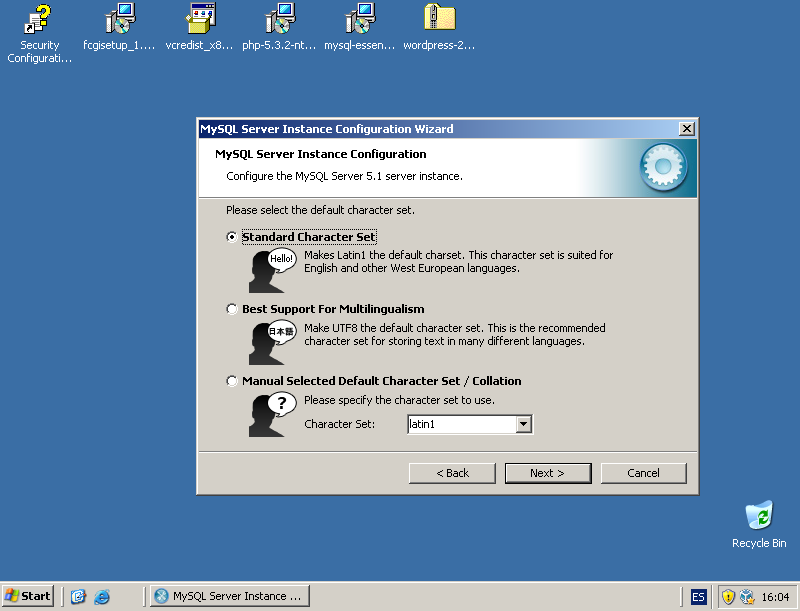 Security
Configurati...
fcgisetup_1....
vcredist_x8...
php-5.3.2-nt...
mysql-essen...
wordpress-2...
MySQL Server Instance Configuration Wizard
MySQL Server Instance Configuration
Configure the MySQL Server 5.1 server instance.
Please select the default character set.
Standard Character Set
Hello!
Makes Latin1 the default charset. This character set is suited for
English and other West European languages.
Best Support For Multilingualism
日本語
Make UTF8 the default character set. This is the recommended
character set for storing text in many different languages.
Manual Selected Default Character Set / Collation
?
Please specify the character set to use.
Character Set:
latin1
< Back
Next >
Cancel
Recycle Bin
Start
MySQL Server Instance ...
ES
16:04